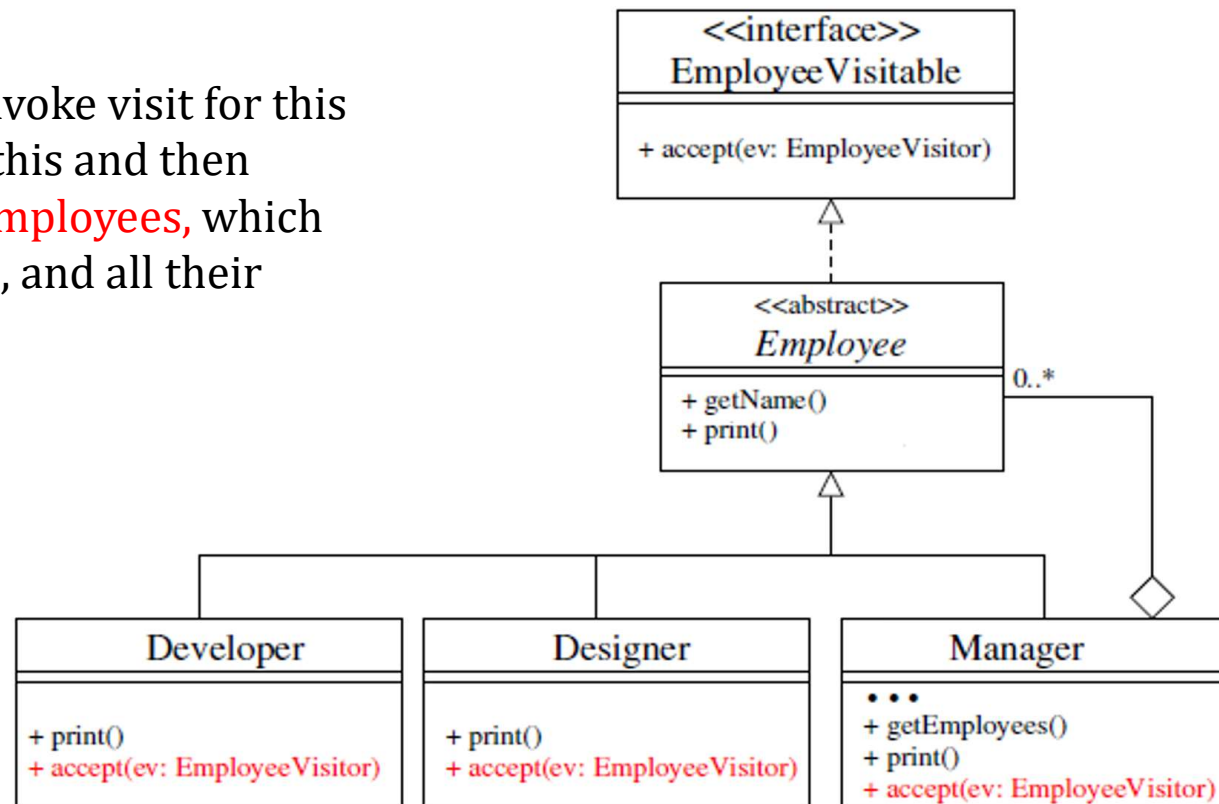 nvoke visit for this
this and then
mployees, which
, and all their
<<interface>>
EmployeeVisitable
+ accept(ev: EmployeeVisitor)
<<abstract>>
Employee
+ getName()
+ print()
0..*
Developer
+ print()
+ accept(ev: EmployeeVisitor)
Designer
+ print()
+ accept(ev: EmployeeVisitor)
Manager
• • •
+ getEmployees()
+ print()
+ accept(ev: EmployeeVisitor)